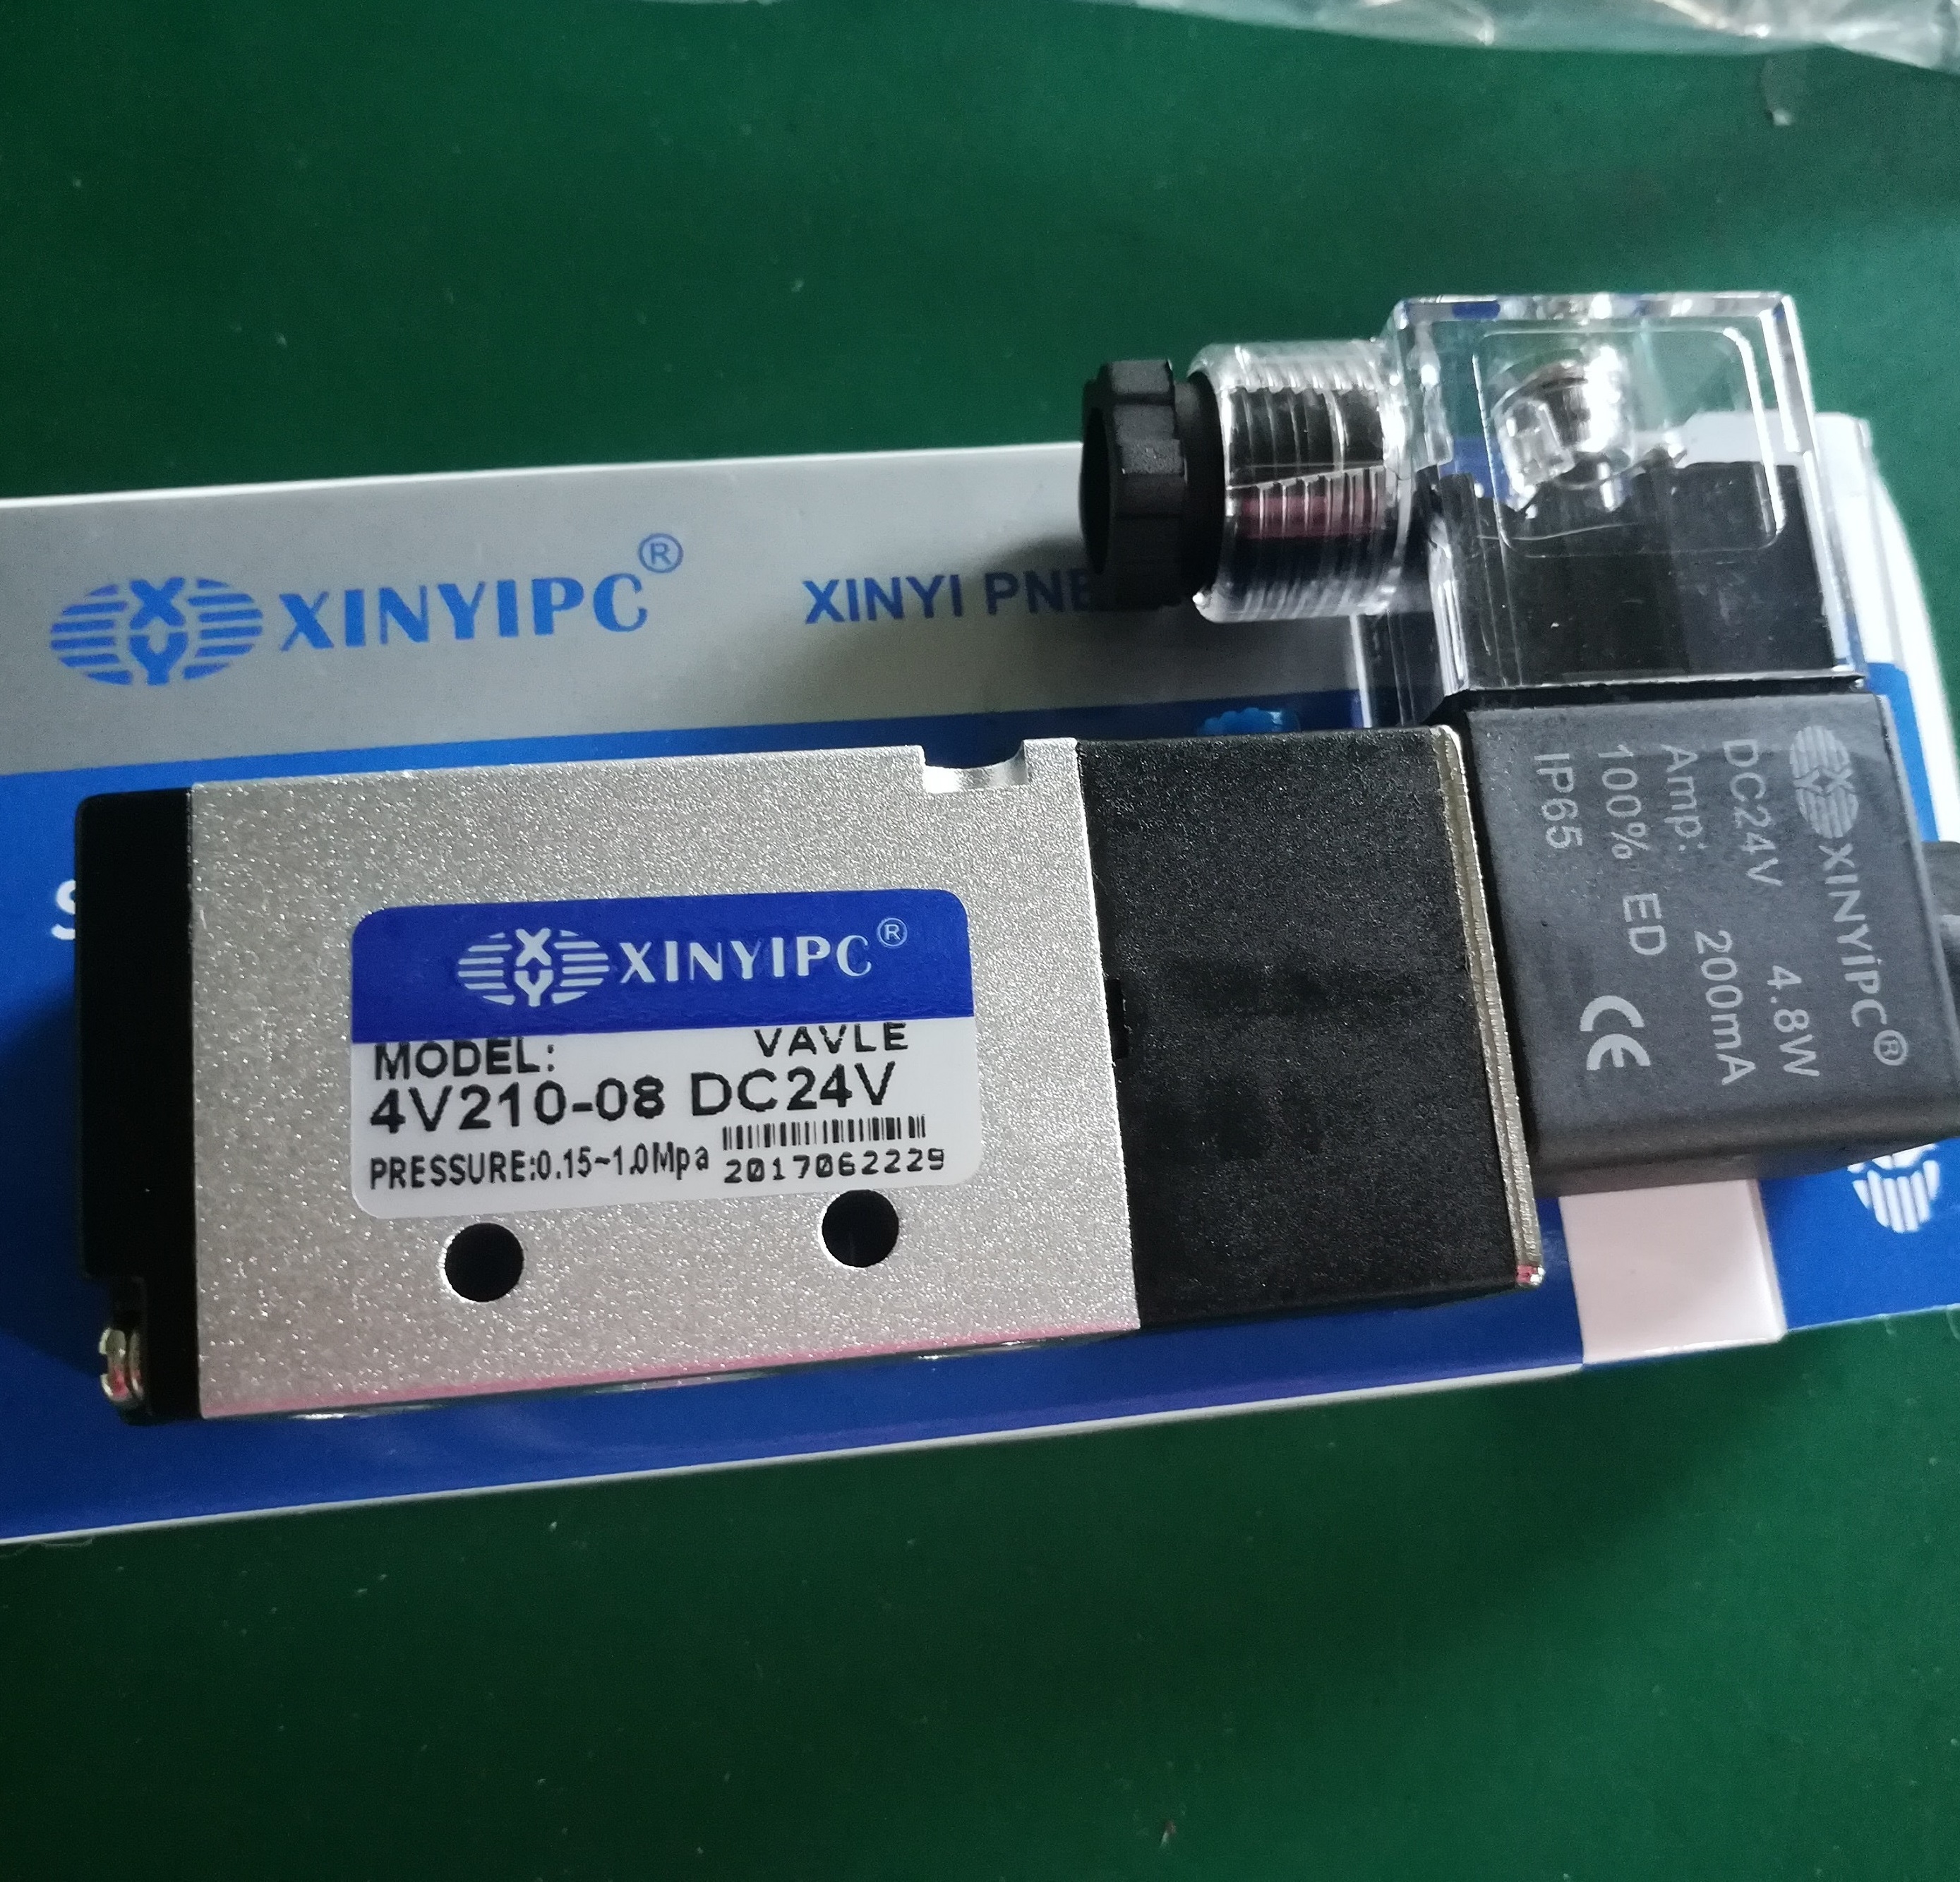 XINYIPC®
XINYI PNE
S
XY XINYIPC®
VAVLE
MODEL:
4V210-08 DC24V
PRESSURE:0.15~1.0Mpa
2017062229
XINYIPC®
DC24V 4.8W
Amp: 200mA
100% ED
IP65 CE